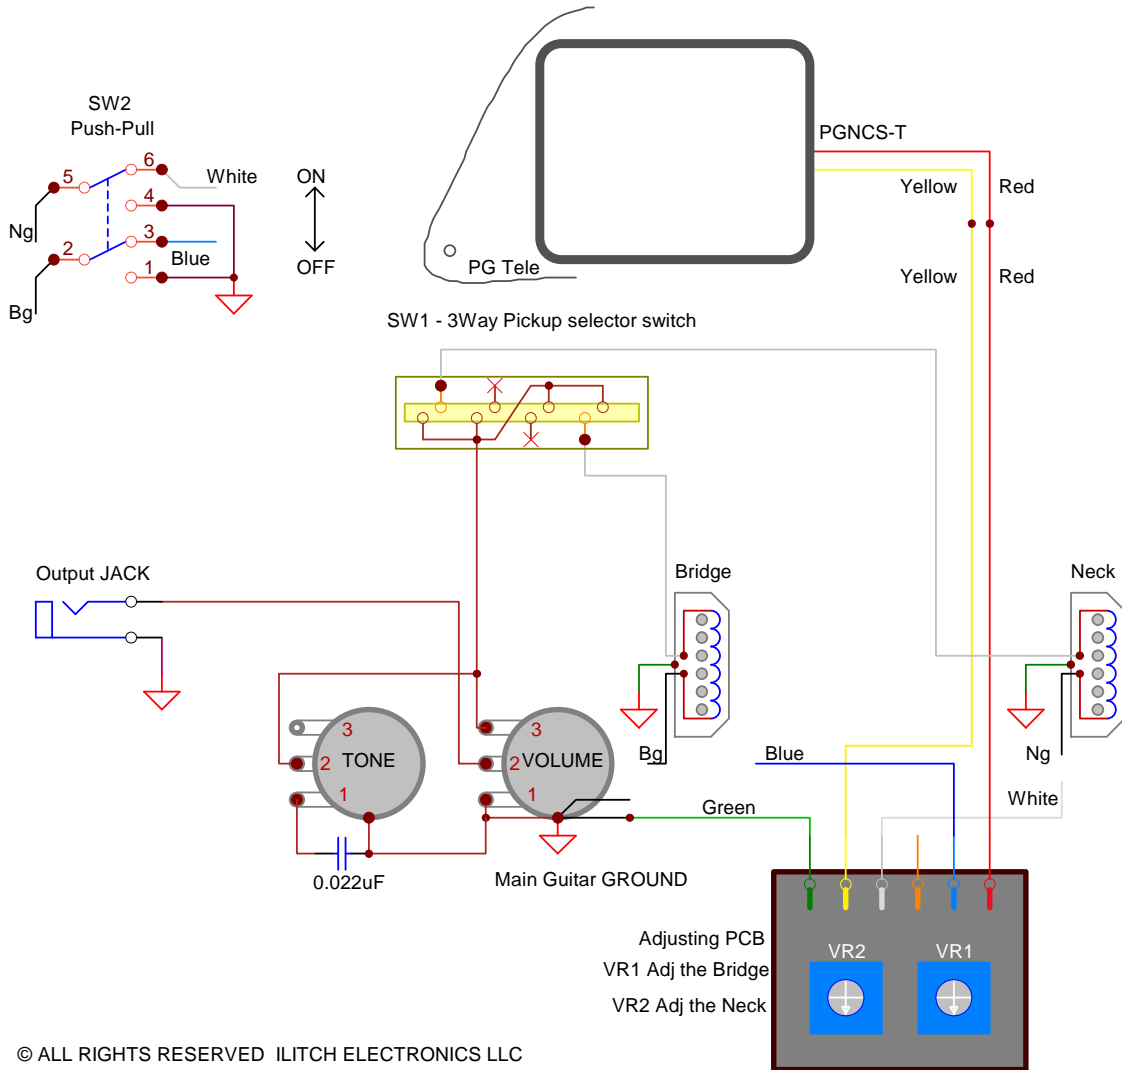 SW2
Push-Pull
6
5
White
ON
4
Ng
3
2
Blue
OFF
1
Bg
PGNCS-T
Yellow
Red
PG Tele
Yellow
Red
SW1 - 3Way Pickup selector switch
Output JACK
Bridge
Neck
3
3
2
TONE
2
VOLUME
1
1
Bg
Blue
Ng
White
Green
0.022uF
Main Guitar GROUND
Adjusting PCB
VR2
VR1
VR1 Adj the Bridge
VR2 Adj the Neck
© ALL RIGHTS RESERVED ILITCH ELECTRONICS LLC